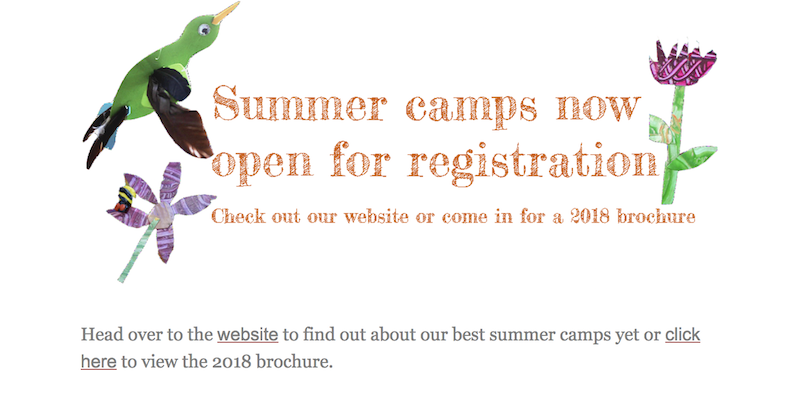 Summer camps now
open for registration
Check out our website or come in for a 2018 brochure
Head over to the website to find out about our best summer camps yet or click
here to view the 2018 brochure.